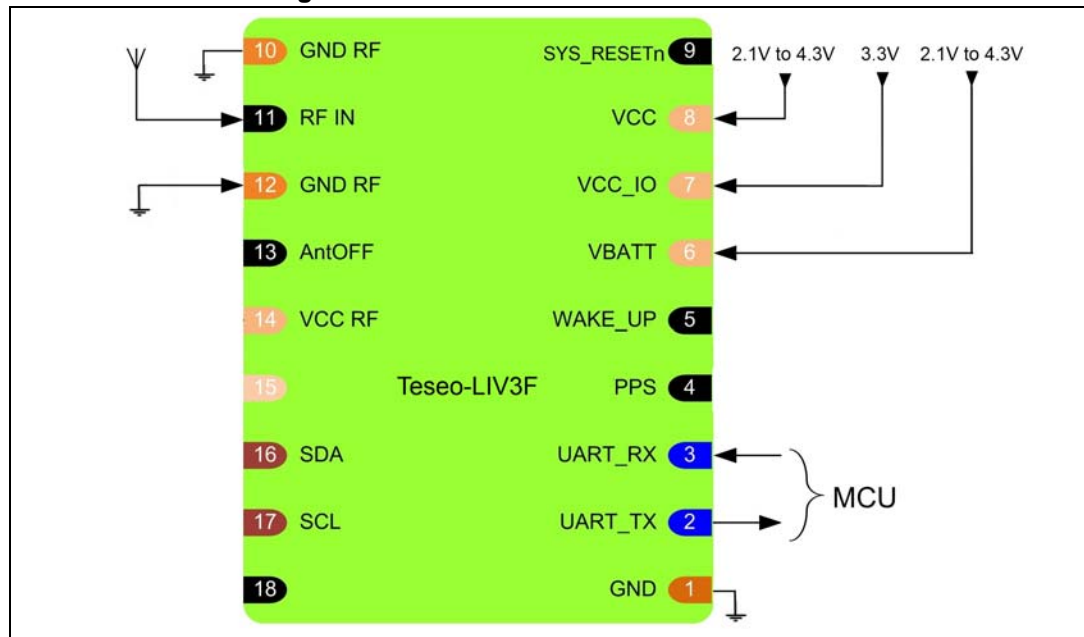 10 GND RF
SYS_RESETn 9
2.1V to 4.3V 3.3V 2.1V to 4.3V
11 RF IN
VCC 8
12 GND RF
VCC_IO 7
13 AntOFF
VBATT 6
14 VCC RF
WAKE_UP 5
15
Teseo-LIV3F
PPS 4
16 SDA
UART_RX 3
MCU
17 SCL
UART_TX 2
18
GND 1